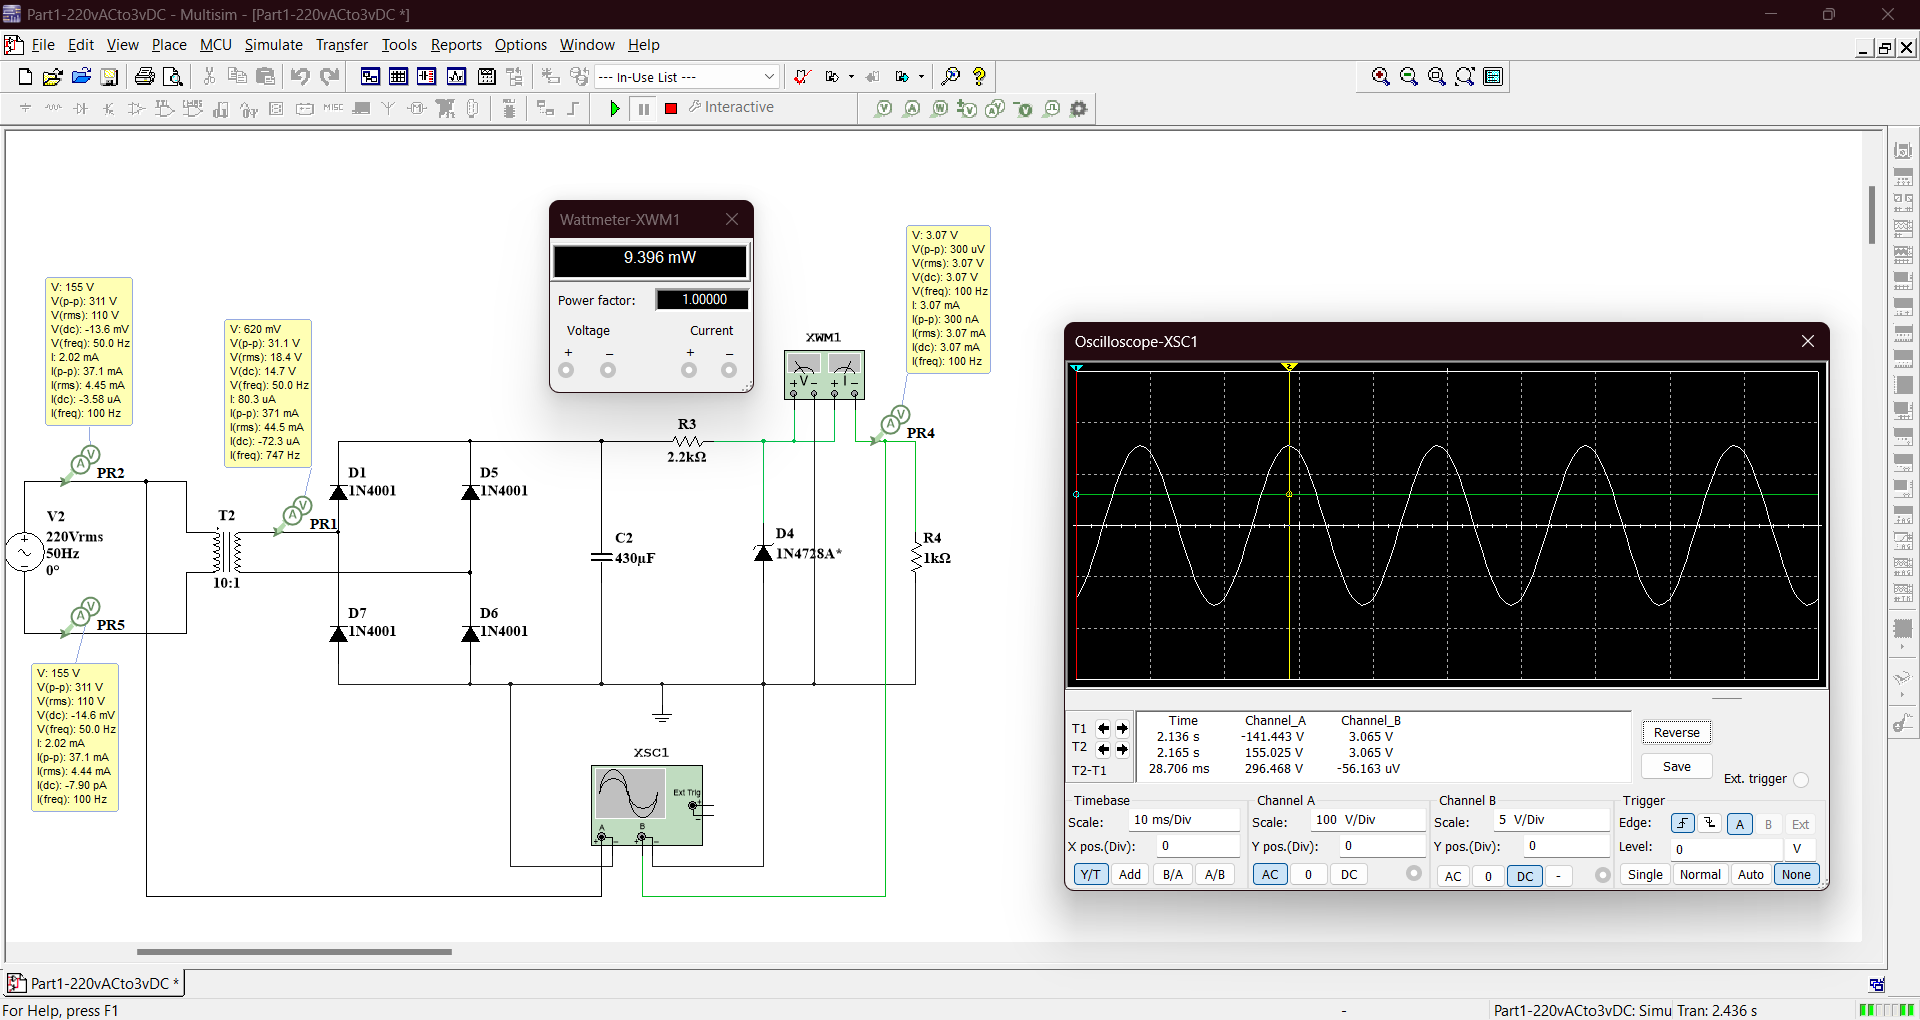 Part1-220vACto3vDC - Multisim - [Part1-220vACto3vDC *]
File Edit View Place MCU Simulate Transfer Tools Reports Options Window Help
--- In-Use List ---
MISC
Interactive
Wattmeter-XWM1
9.396 mW
Power factor: 1.00000
Voltage Current
+ − + −
V: 3.07 V
V(p-p): 300 uV
V(rms): 3.07 V
V(dc): 3.07 V
V(freq): 100 Hz
I: 3.07 mA
I(p-p): 300 nA
I(rms): 3.07 mA
I(dc): 3.07 mA
I(freq): 100 Hz
V: 155 V
V(p-p): 311 V
V(rms): 110 V
V(dc): -13.6 mV
V(freq): 50.0 Hz
I: 2.02 mA
I(p-p): 37.1 mA
I(rms): 4.45 mA
I(dc): -3.58 uA
I(freq): 100 Hz
V: 620 mV
V(p-p): 31.1 V
V(rms): 18.4 V
V(dc): 14.7 V
V(freq): 50.0 Hz
I: 80.3 uA
I(p-p): 371 mA
I(rms): 44.5 mA
I(dc): -72.3 uA
I(freq): 747 Hz
XWM1
+ V − + I −
A V
PR4
R3
2.2kΩ
A V
PR2
D1
1N4001
D5
1N4001
A V
PR1
V2
220Vrms
50Hz
0°
T2
10:1
C2
430µF
D4
1N4728A*
R4
1kΩ
A V
PR5
D7
1N4001
D6
1N4001
V: 155 V
V(p-p): 311 V
V(rms): 110 V
V(dc): -14.6 mV
V(freq): 50.0 Hz
I: 2.02 mA
I(p-p): 37.1 mA
I(rms): 4.44 mA
I(dc): -7.90 pA
I(freq): 100 Hz
XSC1
Ext Trig
A B
Oscilloscope-XSC1
1 2
Time Channel_A Channel_B
T1 2.136 s -141.443 V 3.065 V
T2 2.165 s 155.025 V 3.065 V
T2-T1 28.706 ms 296.468 V -56.163 uV
Reverse
Save
Ext. trigger
Timebase Channel A Channel B Trigger
Scale: 10 ms/Div Scale: 100 V/Div Scale: 5 V/Div Edge: A B Ext
X pos.(Div): 0 Y pos.(Div): 0 Y pos.(Div): 0 Level: 0 V
Y/T Add B/A A/B AC 0 DC AC 0 DC - Single Normal Auto None
Part1-220vACto3vDC *
For Help, press F1
- Part1-220vACto3vDC: Simu Tran: 2.436 s